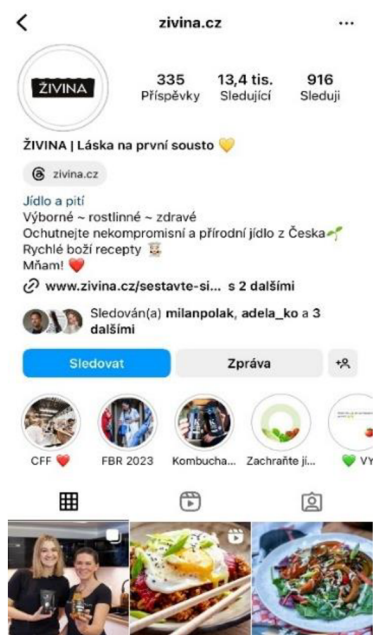 zivina.cz
ŽIVINA
335
Příspěvky
13,4 tis.
Sledující
916
Sleduji
ŽIVINA | Láska na první sousto 💛
zivina.cz
Jídlo a pití
Výborné ~ rostlinné ~ zdravé
Ochutnejte nekompromisní a přírodní jídlo z Česka🌱
Rychlé boží recepty
Mňam! ❤️
www.zivina.cz/sestavte-si... s 2 dalšími
Sledován(a) milanpolak, adela_ko a 3
dalšími
Sledovat
Zpráva
CFF ❤️
FBR 2023
Kombucha...
Zachraňte jí...
💚 VY